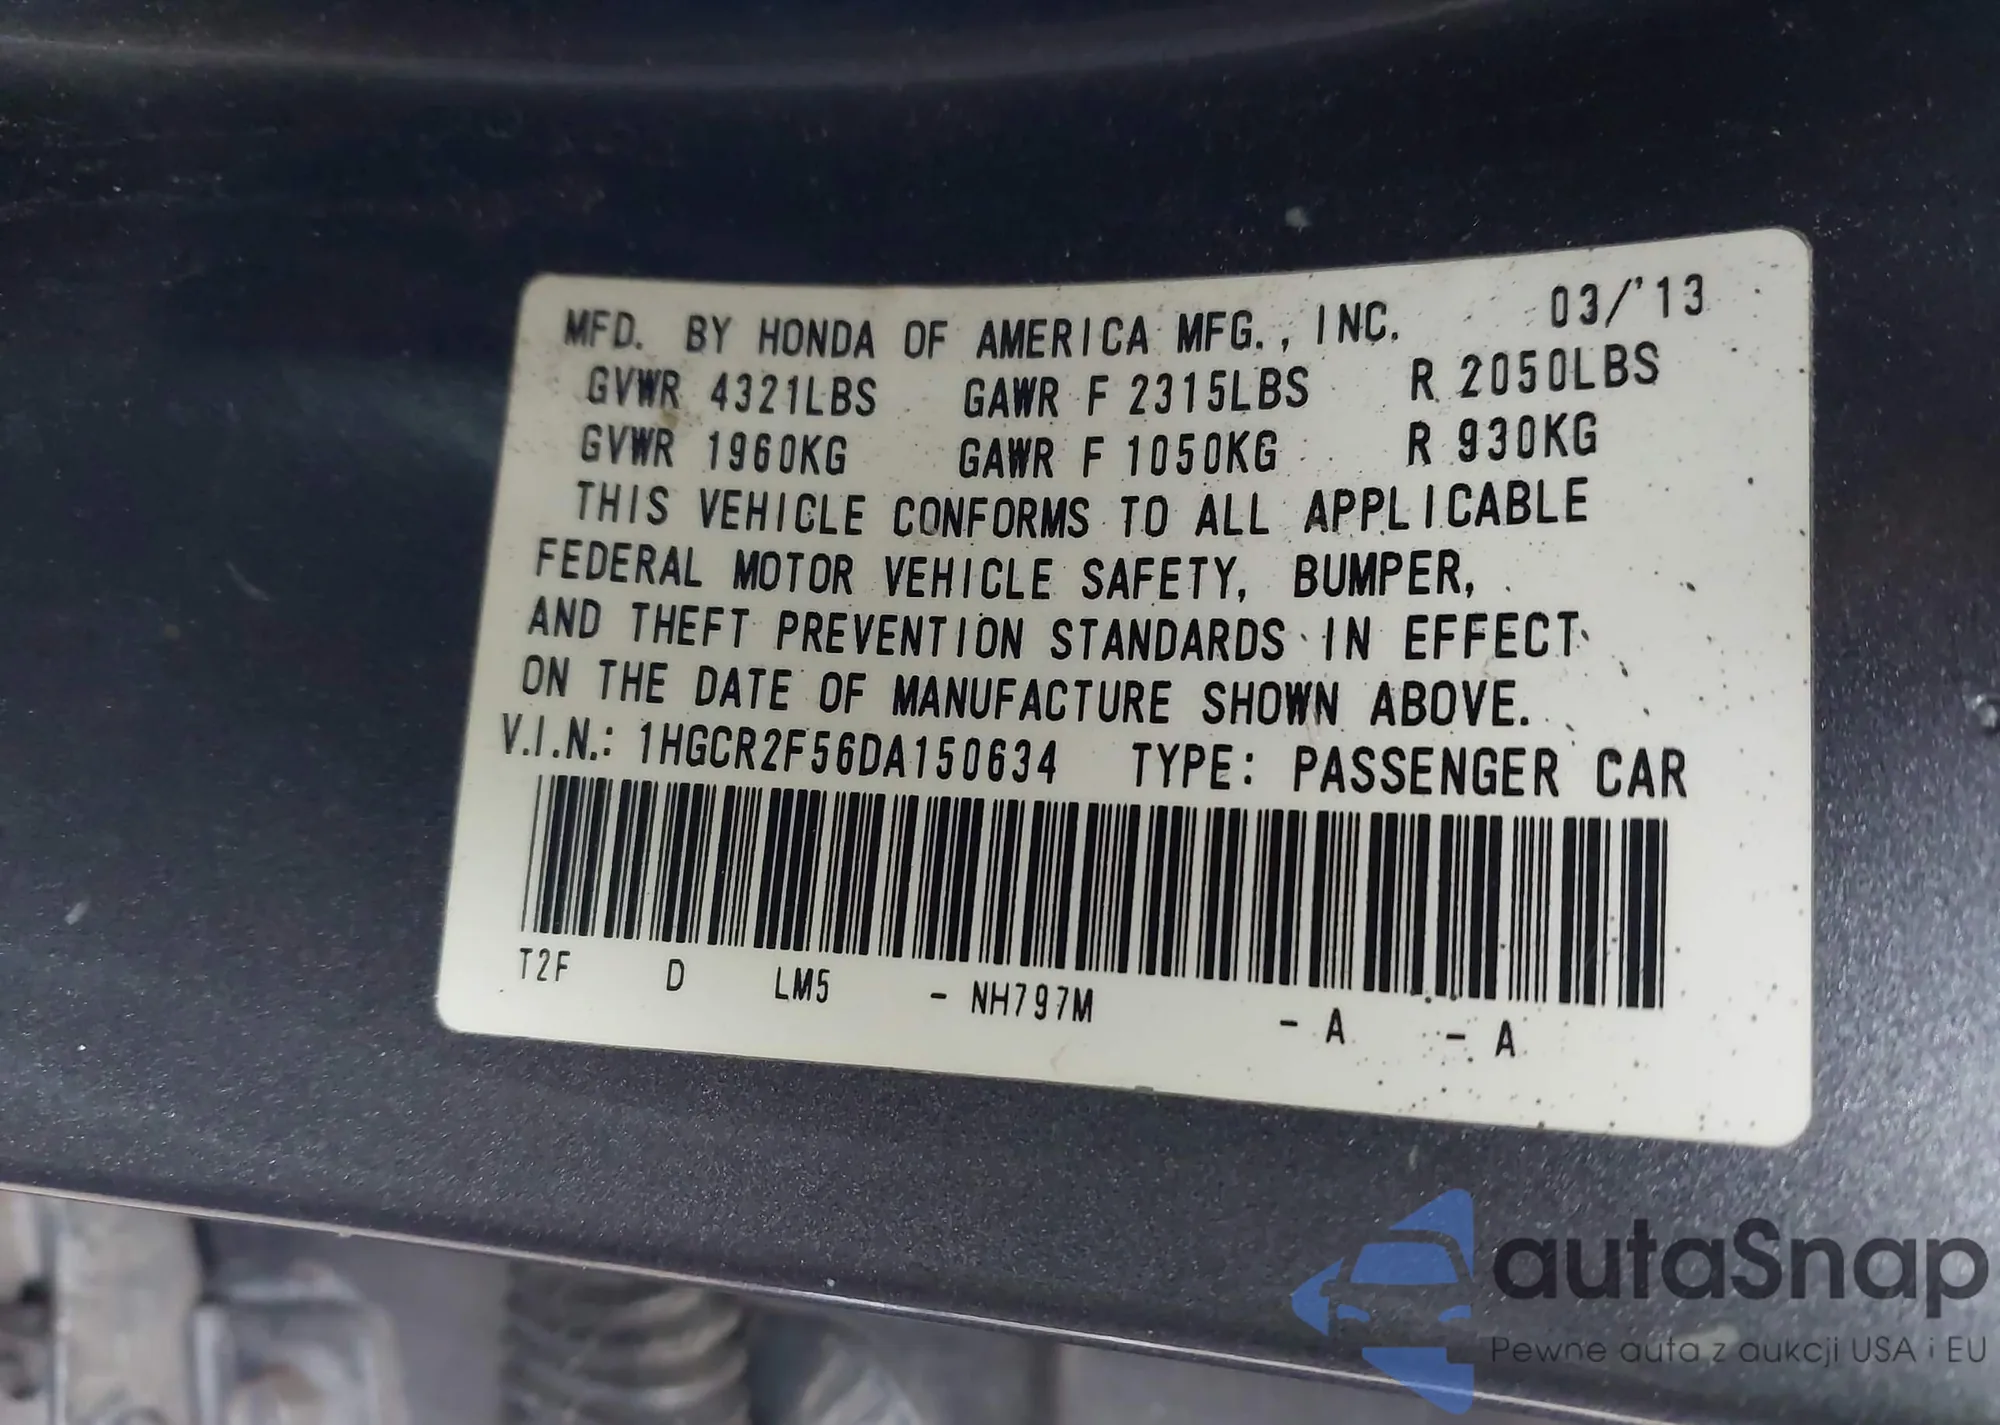 MFD. BY HONDA OF AMERICA MFG., INC. 03/'13
GVWR 4321LBS GAWR F 2315LBS R 2050LBS
GVWR 1960KG GAWR F 1050KG R 930KG
THIS VEHICLE CONFORMS TO ALL APPLICABLE
FEDERAL MOTOR VEHICLE SAFETY, BUMPER,
AND THEFT PREVENTION STANDARDS IN EFFECT
ON THE DATE OF MANUFACTURE SHOWN ABOVE.
V.I.N.: 1HGCR2F56DA150634 TYPE: PASSENGER CAR
T2F D LM5 - NH797M - A - A
autaSnap
Pewne auta z aukcji USA i EU